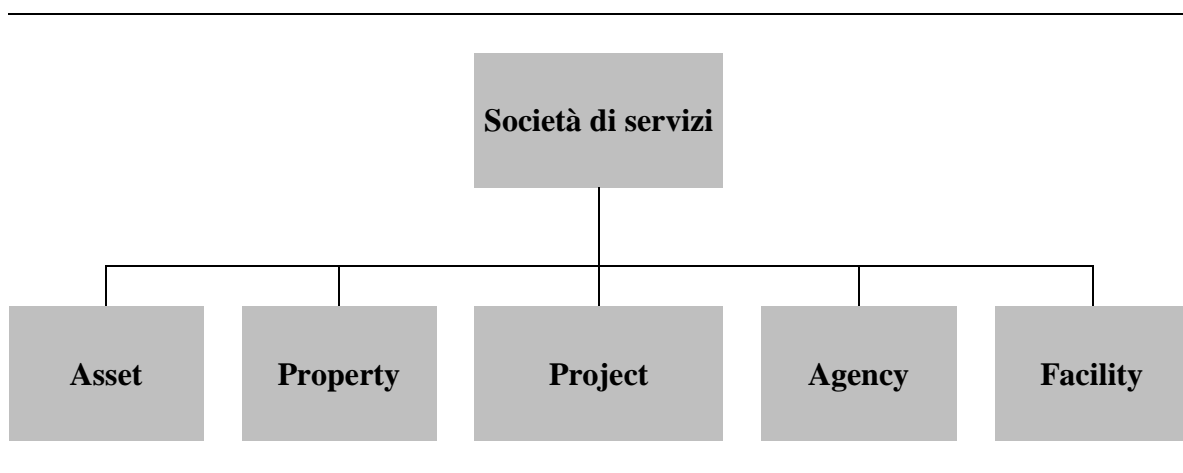 Società di servizi
Asset
Property
Project
Agency
Facility